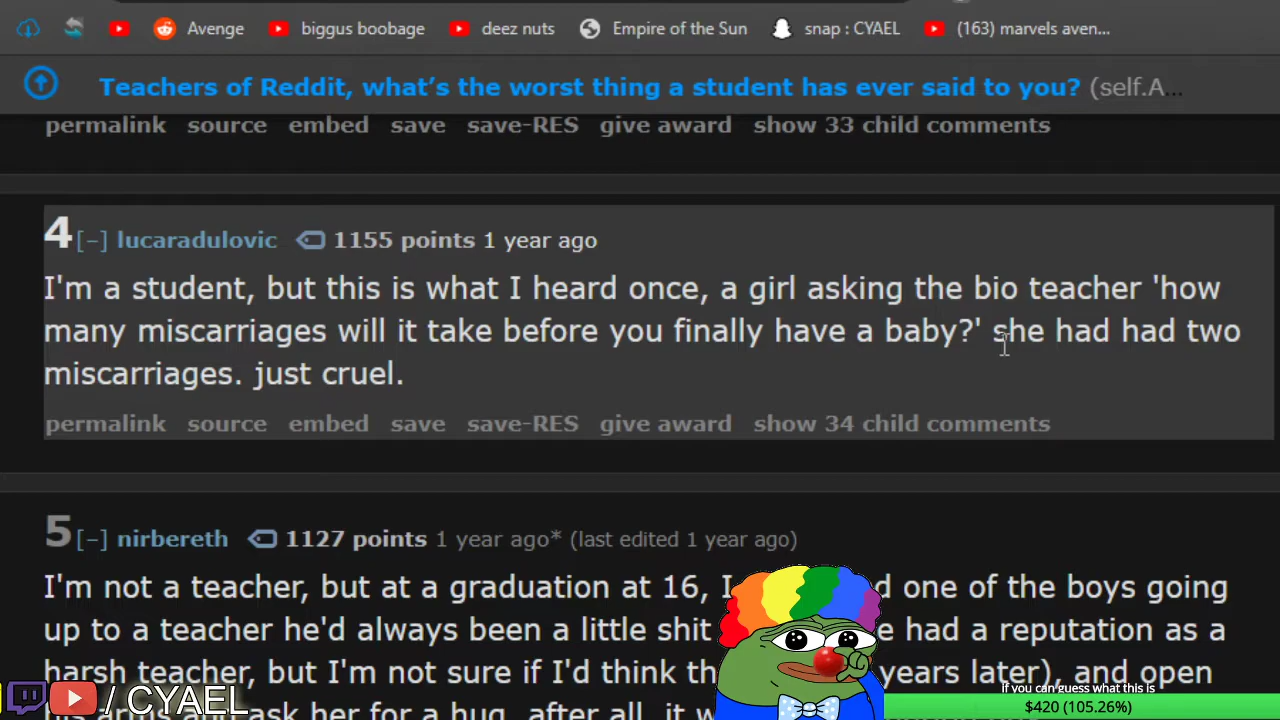 Avenge biggus boobage deez nuts Empire of the Sun snap : CYAEL (163) marvels aven...
Teachers of Reddit, what's the worst thing a student has ever said to you? (self.A...
permalink source embed save save-RES give award show 33 child comments
4 [–] lucaradulovic 1155 points 1 year ago
I'm a student, but this is what I heard once, a girl asking the bio teacher 'how
many miscarriages will it take before you finally have a baby?' she had had two
miscarriages. just cruel.
permalink source embed save save-RES give award show 34 child comments
5 [–] nirbereth 1127 points 1 year ago* (last edited 1 year ago)
I'm not a teacher, but at a graduation at 16, I one of the boys going
up to a teacher he'd always been a little shit had a reputation as a
harsh teacher, but I'm not sure if I'd think years later), and open
ask her for a hug, after all, it
/ CYAEL
if you can guess what this is
$420 (105.26%)